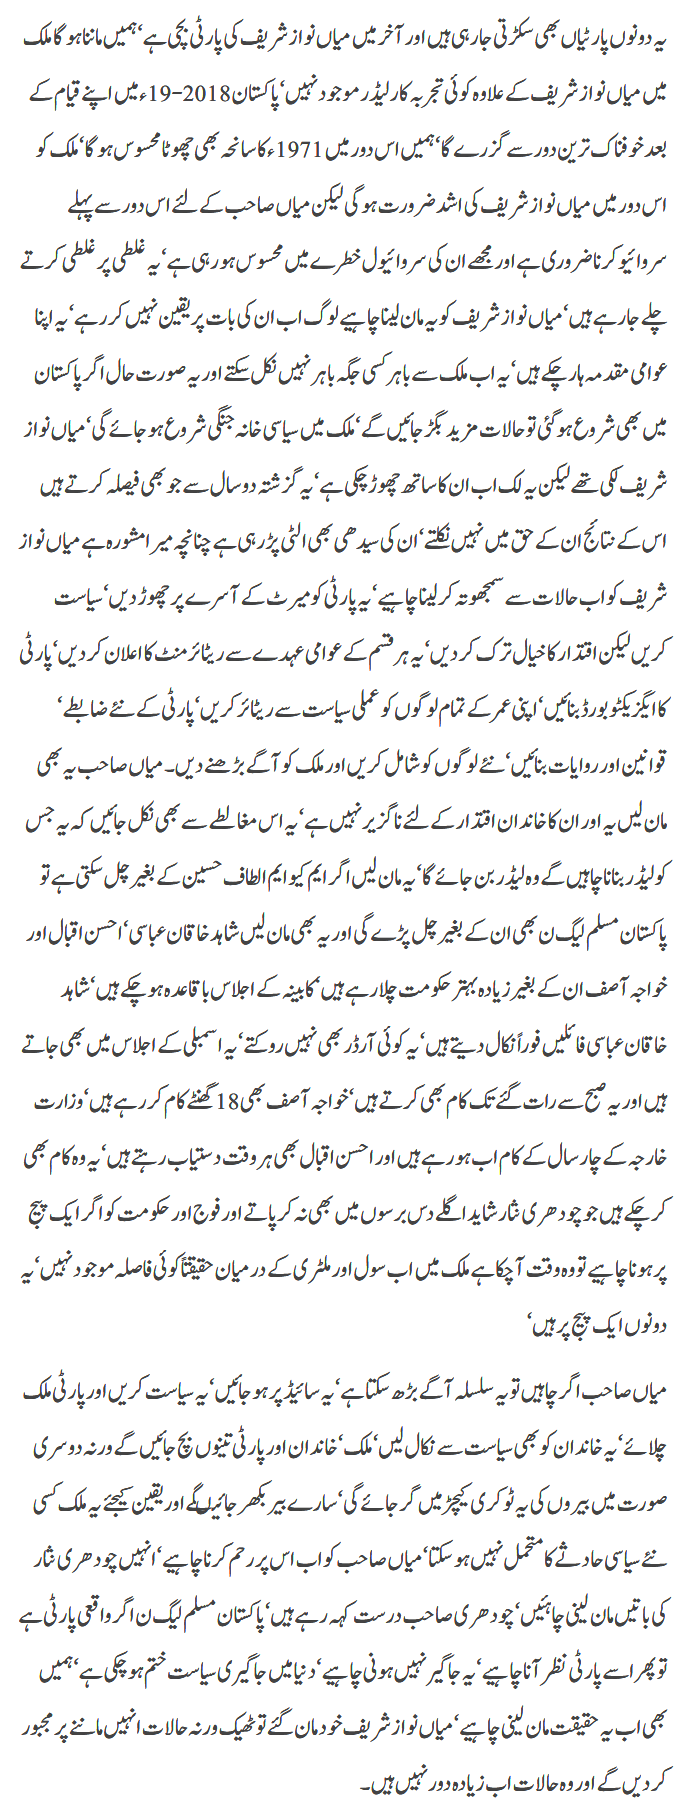 یہ دونوں پارٹیاں بھی سکڑتی جا رہی ہیں اور آخر میں میاں نواز شریف کی پارٹی بچی ہے‘ ہمیں ماننا ہو گا ملک
میں میاں نواز شریف کے علاوہ کوئی تجربہ کار لیڈر موجود نہیں‘ پاکستان 2018-19ء میں اپنے قیام کے
بعد خوفناک ترین دور سے گزرے گا‘ ہمیں اس دور میں 1971ء کا سانحہ بھی چھوٹا محسوس ہو گا‘ ملک کو
اس دور میں میاں نواز شریف کی اشد ضرورت ہو گی لیکن میاں صاحب کے لئے اس دور سے پہلے
سروائیو کرنا ضروری ہے اور مجھے ان کی سروائیول خطرے میں محسوس ہو رہی ہے‘ یہ غلطی پر غلطی کرتے
چلے جا رہے ہیں‘ میاں نواز شریف کو یہ مان لینا چاہیے لوگ اب ان کی بات پر یقین نہیں کر رہے‘ یہ اپنا
عوامی مقدمہ ہار چکے ہیں‘ یہ اب ملک سے باہر کسی جگہ باہر نہیں نکل سکتے اور یہ صورت حال اگر پاکستان
میں بھی شروع ہو گئی تو حالات مزید بگڑ جائیں گے‘ ملک میں سیاسی خانہ جنگی شروع ہو جائے گی‘ میاں نواز
شریف لکی تھے لیکن یہ لک اب ان کا ساتھ چھوڑ چکی ہے‘ یہ گزشتہ دو سال سے جو بھی فیصلہ کرتے ہیں
اس کے نتائج ان کے حق میں نہیں نکلتے‘ ان کی سیدھی بھی الٹی پڑ رہی ہے چنانچہ میرا مشورہ ہے میاں نواز
شریف کو اب حالات سے سمجھوتہ کر لینا چاہیے‘ یہ پارٹی کو میرٹ کے آسرے پر چھوڑ دیں‘ سیاست
کریں لیکن اقتدار کا خیال ترک کر دیں‘ یہ ہر قسم کے عوامی عہدے سے ریٹائرمنٹ کا اعلان کر دیں‘ پارٹی
کا ایگزیکٹو بورڈ بنائیں‘ اپنی عمر کے تمام لوگوں کو عملی سیاست سے ریٹائر کریں‘ پارٹی کے نئے ضابطے‘
قوانین اور روایات بنائیں‘ نئے لوگوں کو شامل کریں اور ملک کو آگے بڑھنے دیں۔ میاں صاحب یہ بھی
مان لیں یہ اور ان کا خاندان اقتدار کے لئے ناگزیر نہیں ہے‘ یہ اس مغالطے سے بھی نکل جائیں کہ یہ جس
کو لیڈر بنانا چاہیں گے وہ لیڈر بن جائے گا‘ یہ مان لیں اگر ایم کیو ایم الطاف حسین کے بغیر چل سکتی ہے تو
پاکستان مسلم لیگ ن بھی ان کے بغیر چل پڑے گی اور یہ بھی مان لیں شاہد خاقان عباسی‘ احسن اقبال اور
خواجہ آصف ان کے بغیر زیادہ بہتر حکومت چلا رہے ہیں‘ کابینہ کے اجلاس باقاعدہ ہو چکے ہیں‘ شاہد
خاقان عباسی فائلیں فوراً نکال دیتے ہیں‘ یہ کوئی آرڈر بھی نہیں روکتے‘ یہ اسمبلی کے اجلاس میں بھی جاتے
ہیں اور یہ صبح سے رات گئے تک کام بھی کرتے ہیں‘ خواجہ آصف بھی 18 گھنٹے کام کر رہے ہیں‘ وزارت
خارجہ کے چار سال کے کام اب ہو رہے ہیں اور احسن اقبال بھی ہر وقت دستیاب رہتے ہیں‘ یہ وہ کام بھی
کر چکے ہیں جو چودھری نثار شاید اگلے دس برسوں میں بھی نہ کر پاتے اور فوج اور حکومت کو اگر ایک پیج
پر ہونا چاہیے تو وہ وقت آ چکا ہے ملک میں اب سول اور ملٹری کے درمیان حقیقتاً کوئی فاصلہ موجود نہیں‘ یہ
دونوں ایک پیج پر ہیں‘
میاں صاحب اگر چاہیں تو یہ سلسلہ آگے بڑھ سکتا ہے‘ یہ سائیڈ پر ہو جائیں‘ یہ سیاست کریں اور پارٹی ملک
چلائے‘ یہ خاندان کو بھی سیاست سے نکال لیں‘ ملک‘ خاندان اور پارٹی تینوں بچ جائیں گے ورنہ دوسری
صورت میں بیروں کی یہ ٹوکری کیچڑ میں گر جائے گی‘ سارے بیر بکھر جائیں گے اور یقین کیجئے یہ ملک کسی
نئے سیاسی حادثے کا متحمل نہیں ہو سکتا‘ میاں صاحب کو اب اس پر رحم کرنا چاہیے‘ انہیں چودھری نثار
کی باتیں مان لینی چاہئیں‘ چودھری صاحب درست کہہ رہے ہیں‘ پاکستان مسلم لیگ ن اگر واقعی پارٹی ہے
تو پھر اسے پارٹی نظر آنا چاہیے‘ یہ جاگیر نہیں ہونی چاہیے‘ دنیا میں جاگیری سیاست ختم ہو چکی ہے‘ ہمیں
بھی اب یہ حقیقت مان لینی چاہیے‘ میاں نواز شریف خود مان گئے تو ٹھیک ورنہ حالات انہیں ماننے پر مجبور
کر دیں گے اور وہ حالات اب زیادہ دور نہیں ہیں۔